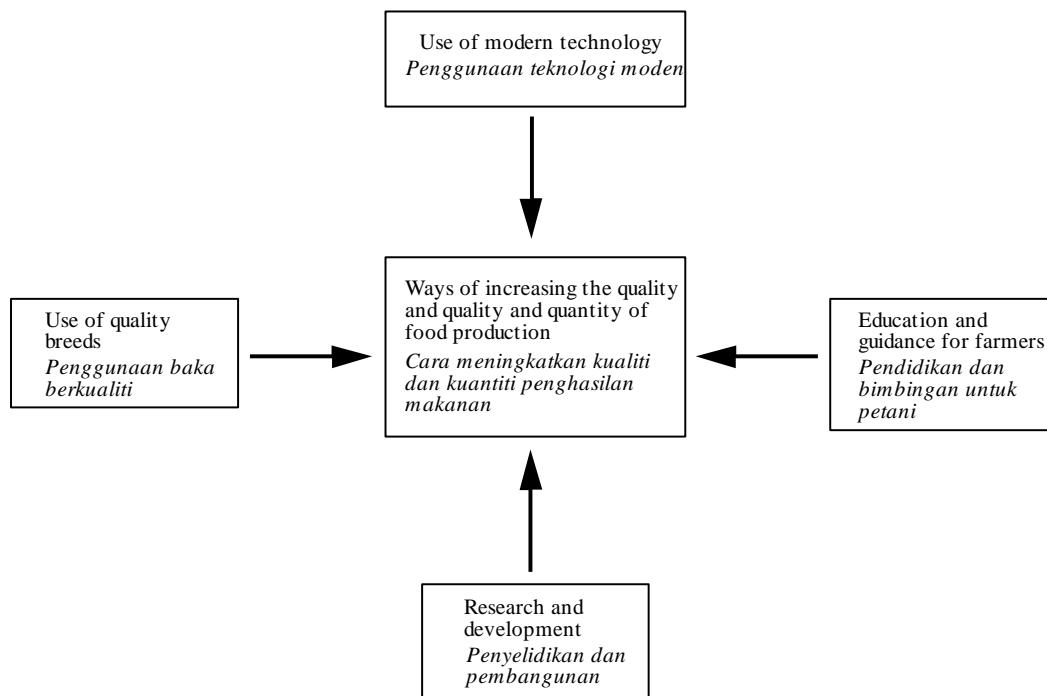 Use of modern technology
Penggunaan teknologi moden
Ways of increasing the quality
and quality and quantity of
food production
Cara meningkatkan kualiti
dan kuantiti penghasilan
makanan
Use of quality
breeds
Penggunaan baka
berkualiti
Education and
guidance for farmers
Pendidikan dan
bimbingan untuk
petani
Research and
development
Penyelidikan dan
pembangunan